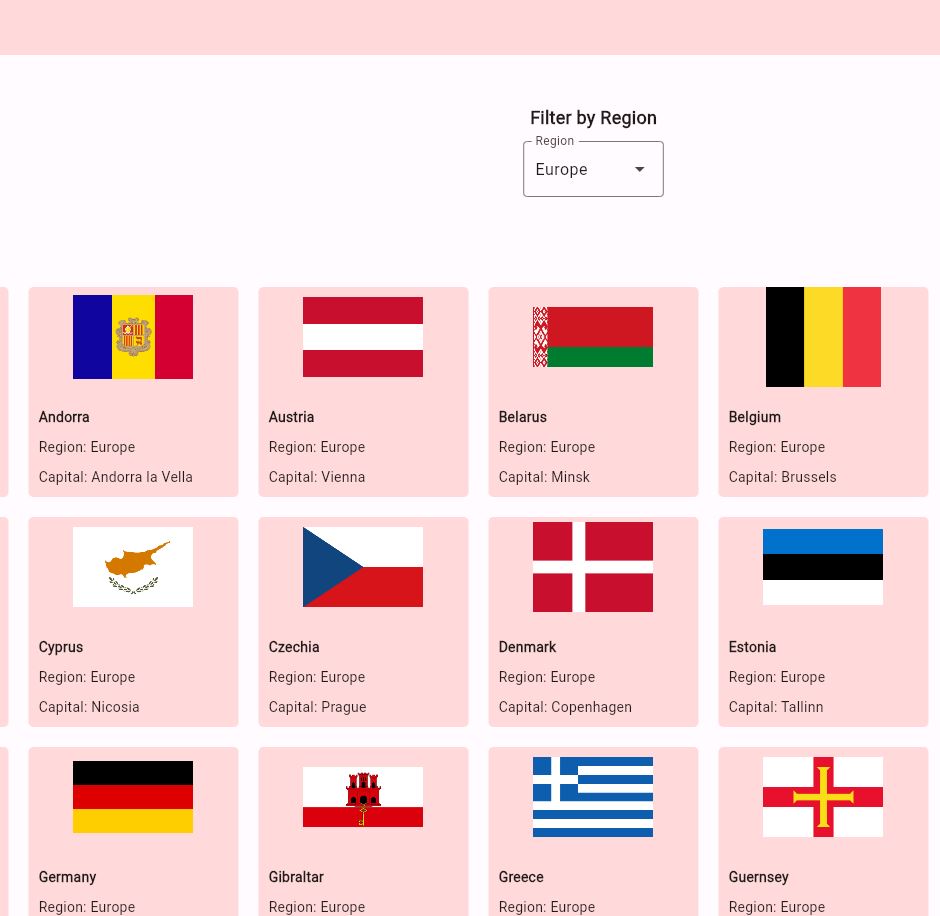 Filter by Region
Region
Europe
Andorra
Region: Europe
Capital: Andorra la Vella
Austria
Region: Europe
Capital: Vienna
Belarus
Region: Europe
Capital: Minsk
Belgium
Region: Europe
Capital: Brussels
Cyprus
Region: Europe
Capital: Nicosia
Czechia
Region: Europe
Capital: Prague
Denmark
Region: Europe
Capital: Copenhagen
Estonia
Region: Europe
Capital: Tallinn
Germany
Region: Europe
Gibraltar
Region: Europe
Greece
Region: Europe
Guernsey
Region: Europe